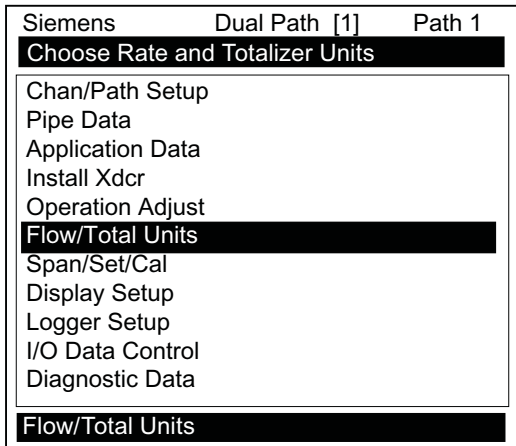 Siemens Dual Path [1] Path 1
Choose Rate and Totalizer Units
Chan/Path Setup
Pipe Data
Application Data
Install Xdcr
Operation Adjust
Flow/Total Units
Span/Set/Cal
Display Setup
Logger Setup
I/O Data Control
Diagnostic Data
Flow/Total Units